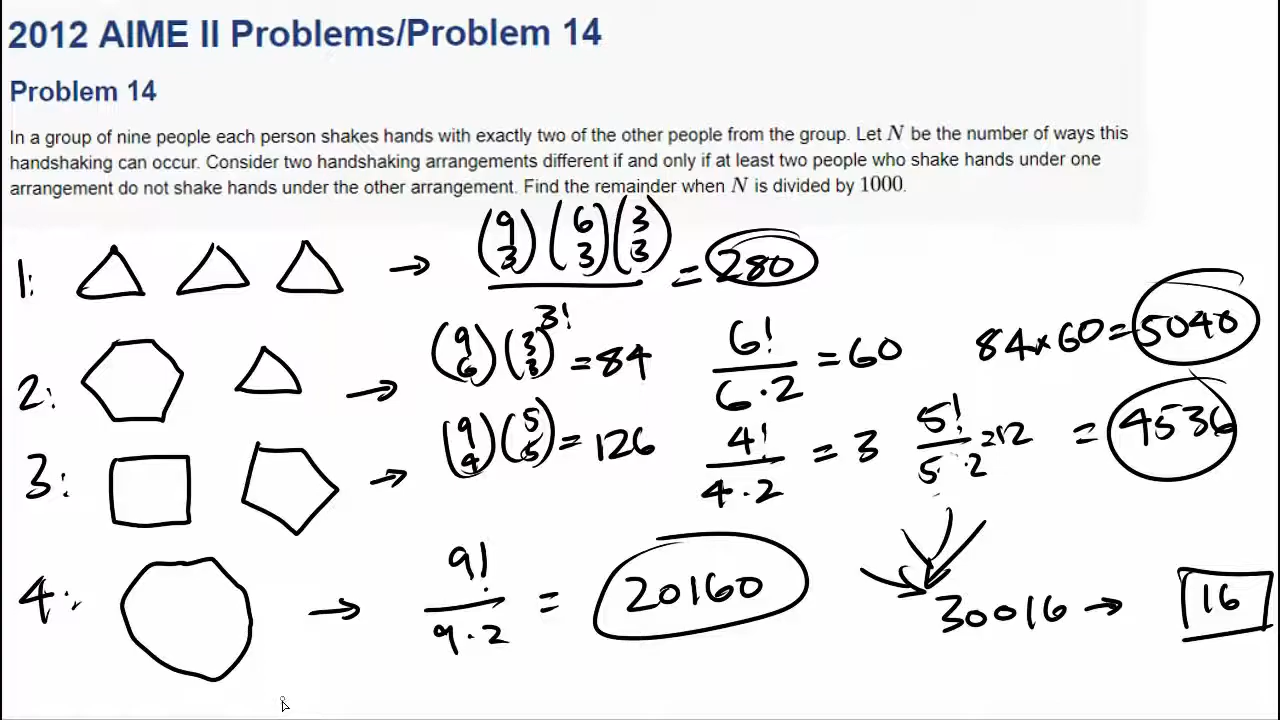 2012 AIME II Problems/Problem 14
Problem 14
In a group of nine people each person shakes hands with exactly two of the other people from the group. Let N be the number of ways this
handshaking can occur. Consider two handshaking arrangements different if and only if at least two people who shake hands under one
arrangement do not shake hands under the other arrangement. Find the remainder when N is divided by 1000.
1: → (9 3)(6 3)(3 3) / 3! = 280
2: → (9 6)(3 3) = 84 6!/(6·2) = 60 84×60=5040
3: → (9 4)(5 5) = 126 4!/(4·2) = 3 5!/(5·2) =12 = 4536
4: → 9!/(9·2) = 20160
30016 → 16